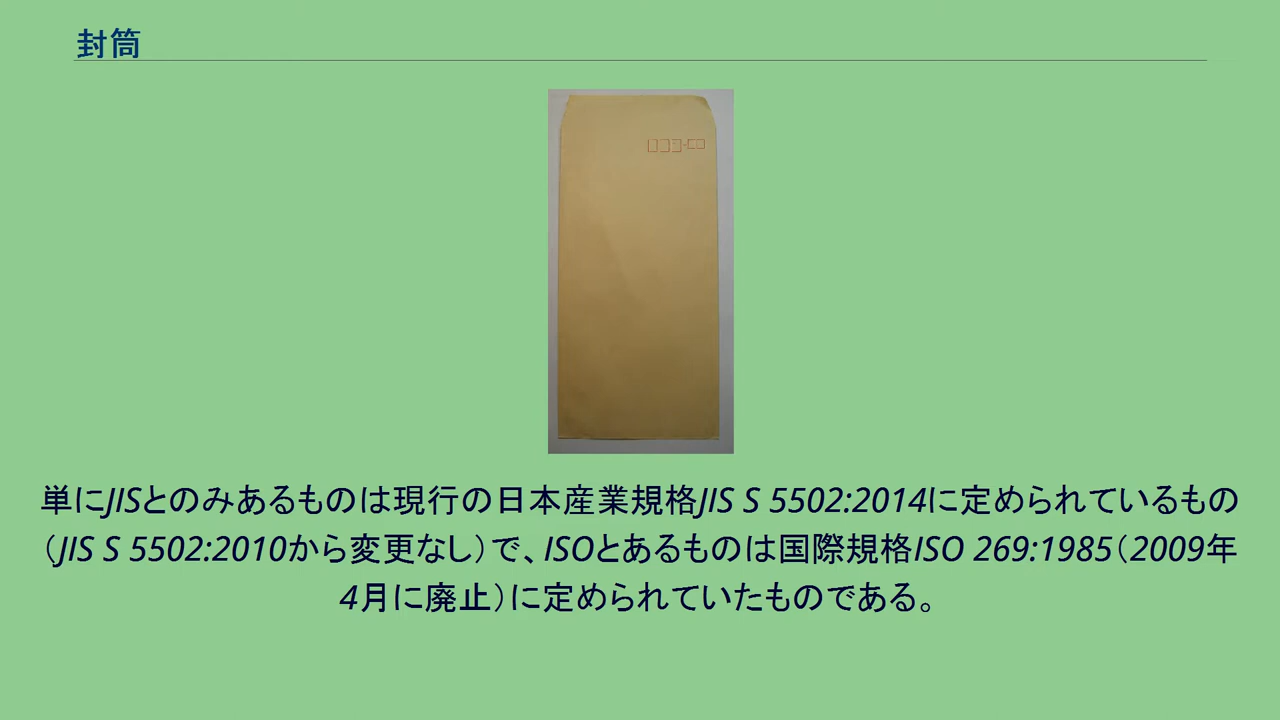 封筒
単にJISとのみあるものは現行の日本産業規格JIS S 5502:2014に定められているもの
（JIS S 5502:2010から変更なし）で、ISOとあるものは国際規格ISO 269:1985（2009年
4月に廃止）に定められていたものである。